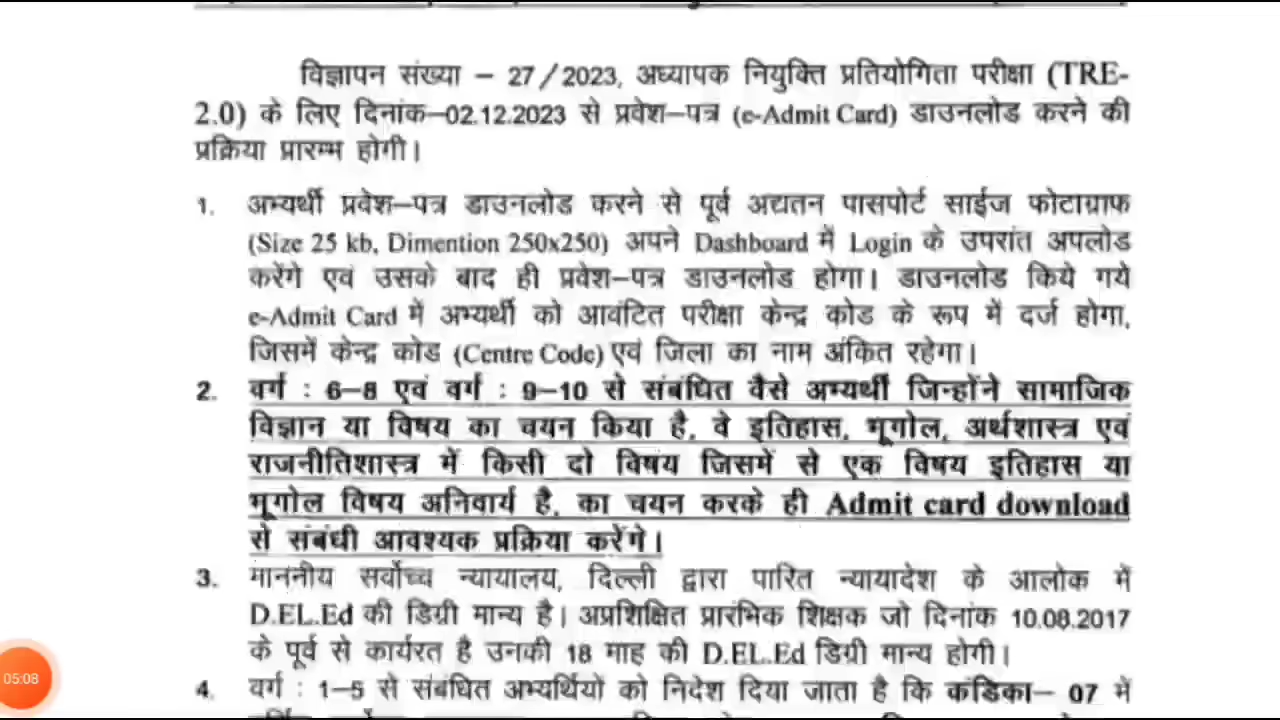 विज्ञापन संख्या – 27/2023, अध्यापक नियुक्ति प्रतियोगिता परीक्षा (TRE-
2.0) के लिए दिनांक–02.12.2023 से प्रवेश–पत्र (e-Admit Card) डाउनलोड करने की
प्रक्रिया प्रारम्भ होगी।
1. अभ्यर्थी प्रवेश–पत्र डाउनलोड करने से पूर्व अद्यतन पासपोर्ट साईज फोटाग्राफ
(Size 25 kb, Dimention 250x250) अपने Dashboard में Login के उपरांत अपलोड
करेंगे एवं उसके बाद ही प्रवेश–पत्र डाउनलोड होगा। डाउनलोड किये गये
e-Admit Card में अभ्यर्थी को आवंटित परीक्षा केन्द्र कोड के रूप में दर्ज होगा,
जिसमें केन्द्र कोड (Centre Code) एवं जिला का नाम अंकित रहेगा।
2. वर्ग : 6–8 एवं वर्ग : 9–10 से संबंधित वैसे अभ्यर्थी जिन्होंने सामाजिक
विज्ञान या विषय का चयन किया है, वे इतिहास, भूगोल, अर्थशास्त्र एवं
राजनीतिशास्त्र में किसी दो विषय जिसमें से एक विषय इतिहास या
भूगोल विषय अनिवार्य है, का चयन करके ही Admit card download
से संबंधी आवश्यक प्रक्रिया करेंगे।
3. माननीय सर्वोच्च न्यायालय, दिल्ली द्वारा पारित न्यायादेश के आलोक में
D.EL.Ed की डिग्री मान्य है। अप्रशिक्षित प्रारंभिक शिक्षक जो दिनांक 10.08.2017
के पूर्व से कार्यरत है उनकी 18 माह की D.EL.Ed डिग्री मान्य होगी।
4. वर्ग : 1–5 से संबंधित अभ्यर्थियों को निदेश दिया जाता है कि कंडिका– 07 में
05:08